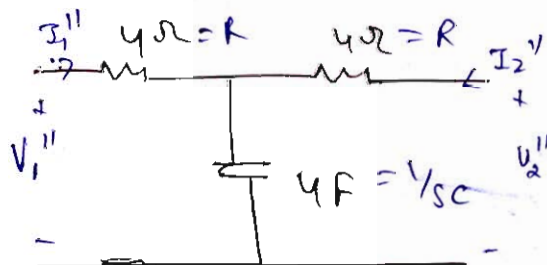 I₁'' 4Ω = R 4Ω = R I₂''
+ +
V₁'' 4F = 1/SC V₂''
- -